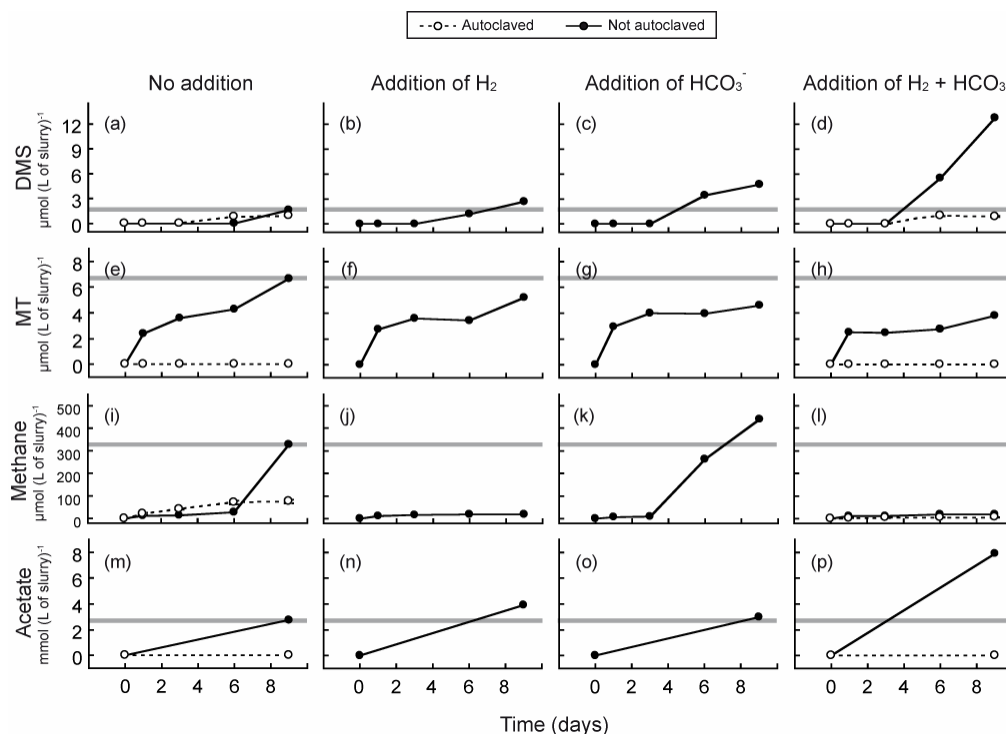 Autoclaved Not autoclaved
No addition Addition of H2 Addition of HCO3- Addition of H2 + HCO3
DMS
µmol (L of slurry)-1
12
9
6
3
0
(a) (b) (c) (d)
MT
µmol (L of slurry)-1
8
6
4
2
0
(e) (f) (g) (h)
Methane
µmol (L of slurry)-1
500
400
300
200
100
0
(i) (j) (k) (l)
Acetate
mmol (L of slurry)-1
8
6
4
2
0
(m) (n) (o) (p)
0 2 4 6 8 0 2 4 6 8 0 2 4 6 8 0 2 4 6 8
Time (days)